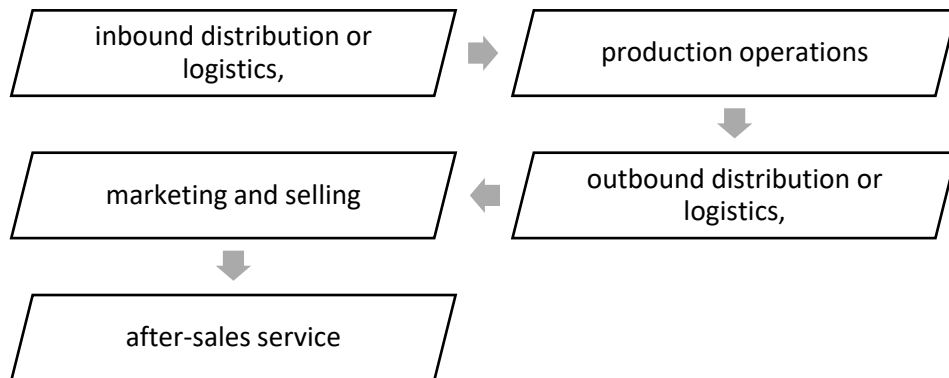 inbound distribution or
logistics,
production operations
outbound distribution or
logistics,
marketing and selling
after-sales service